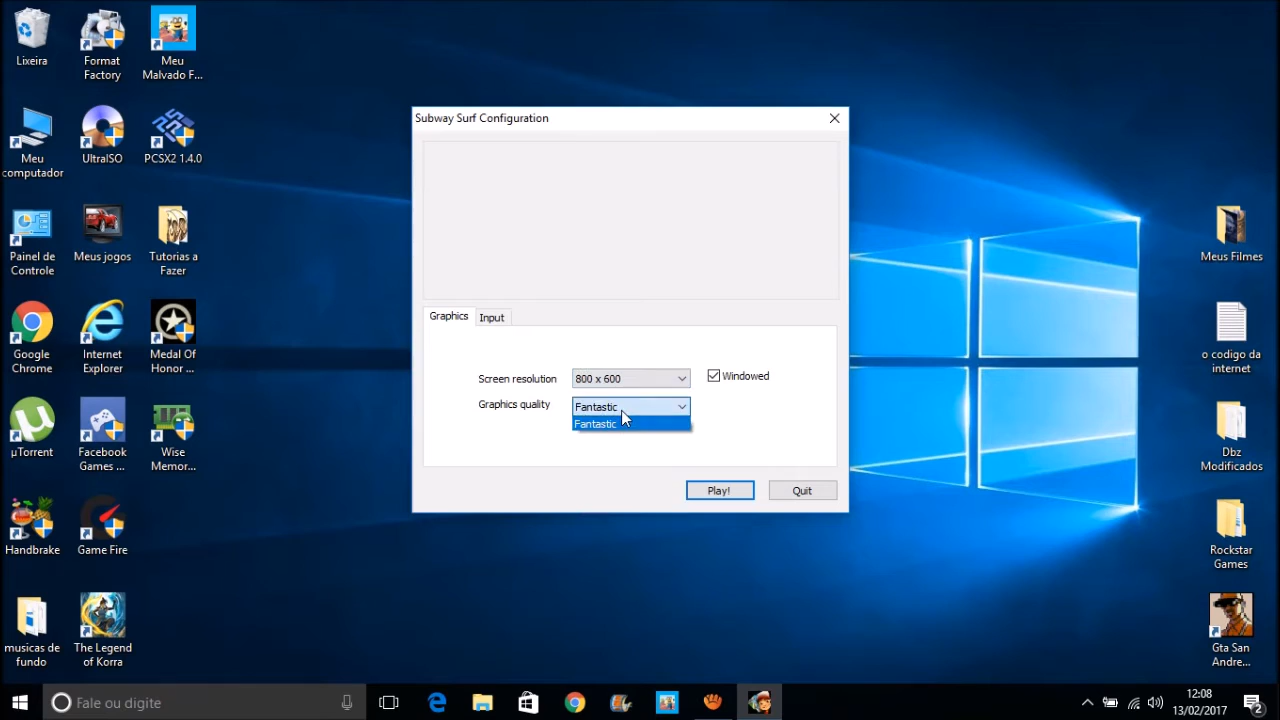 Lixeira
Format
Factory
Meu
Malvado F...
Meu
computador
UltraISO
PCSX2 1.4.0
Painel de
Controle
Meus jogos
Tutorias a
Fazer
Google
Chrome
Internet
Explorer
Medal Of
Honor ...
µTorrent
Facebook
Games ...
Wise
Memor...
Handbrake
Game Fire
musicas de
fundo
The Legend
of Korra
Subway Surf Configuration
Graphics
Input
Screen resolution
800 x 600
Windowed
Graphics quality
Fantastic
Fantastic
Play!
Quit
Meus Filmes
o codigo da
internet
Dbz
Modificados
Rockstar
Games
Gta San
Andre...
Fale ou digite
12:08
13/02/2017
2